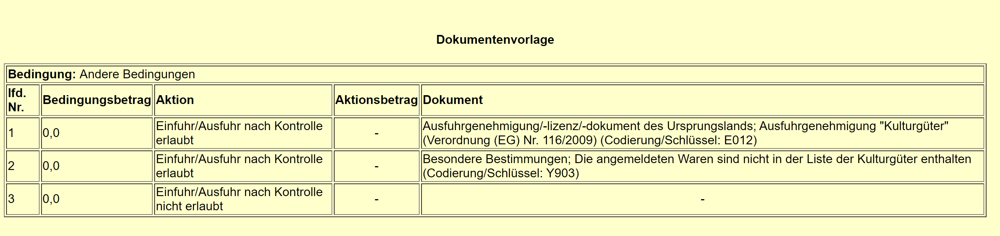 Dokumentenvorlage
Bedingung: Andere Bedingungen
lfd.
Nr.
Bedingungsbetrag
Aktion
Aktionsbetrag
Dokument
1
0,0
Einfuhr/Ausfuhr nach Kontrolle
erlaubt
-
Ausfuhrgenehmigung/-lizenz/-dokument des Ursprungslands; Ausfuhrgenehmigung "Kulturgüter"
(Verordnung (EG) Nr. 116/2009) (Codierung/Schlüssel: E012)
2
0,0
Einfuhr/Ausfuhr nach Kontrolle
erlaubt
-
Besondere Bestimmungen; Die angemeldeten Waren sind nicht in der Liste der Kulturgüter enthalten
(Codierung/Schlüssel: Y903)
3
0,0
Einfuhr/Ausfuhr nach Kontrolle
nicht erlaubt
-
-